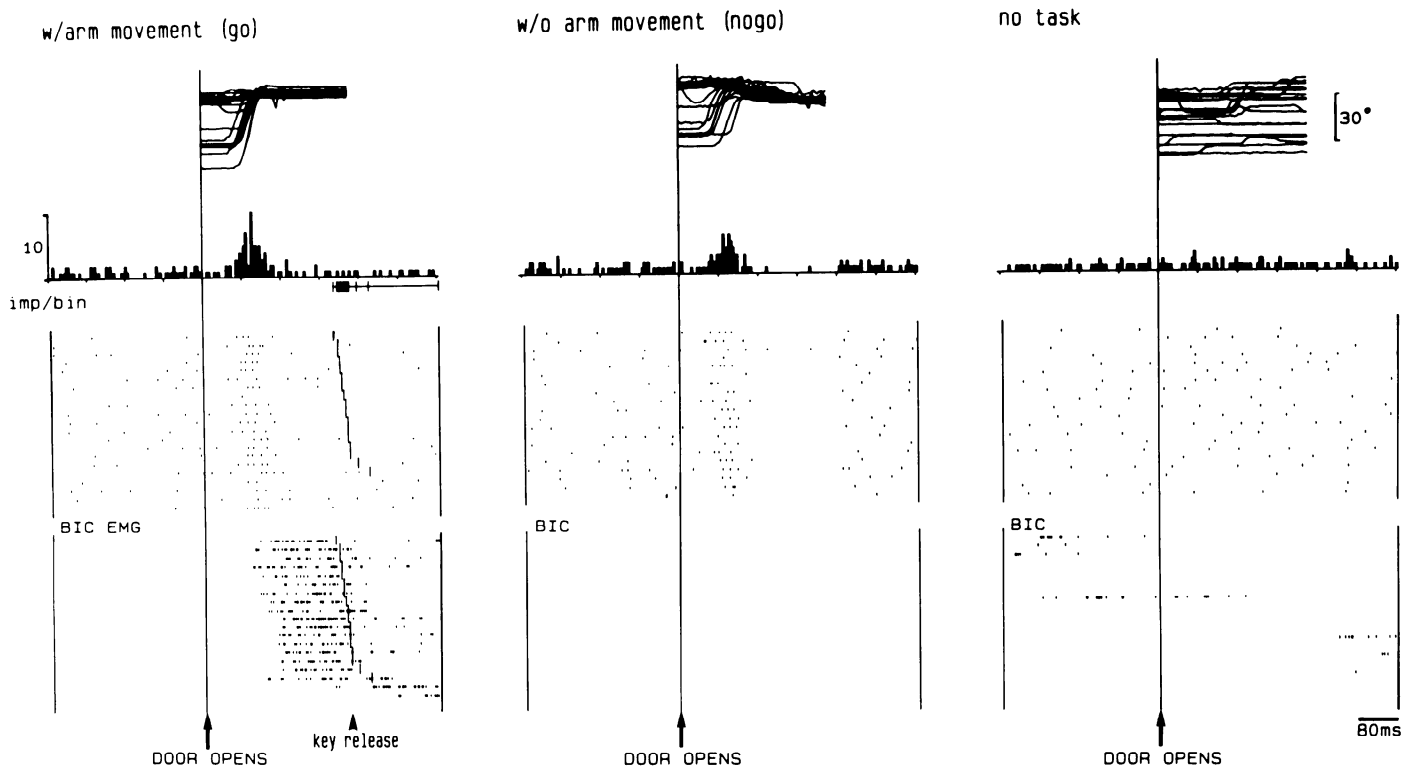 w/arm movement (go)
w/o arm movement (nogo)
no task
30°
10
imp/bin
BIC EMG
BIC
BIC
key release
80ms
DOOR OPENS
DOOR OPENS
DOOR OPENS